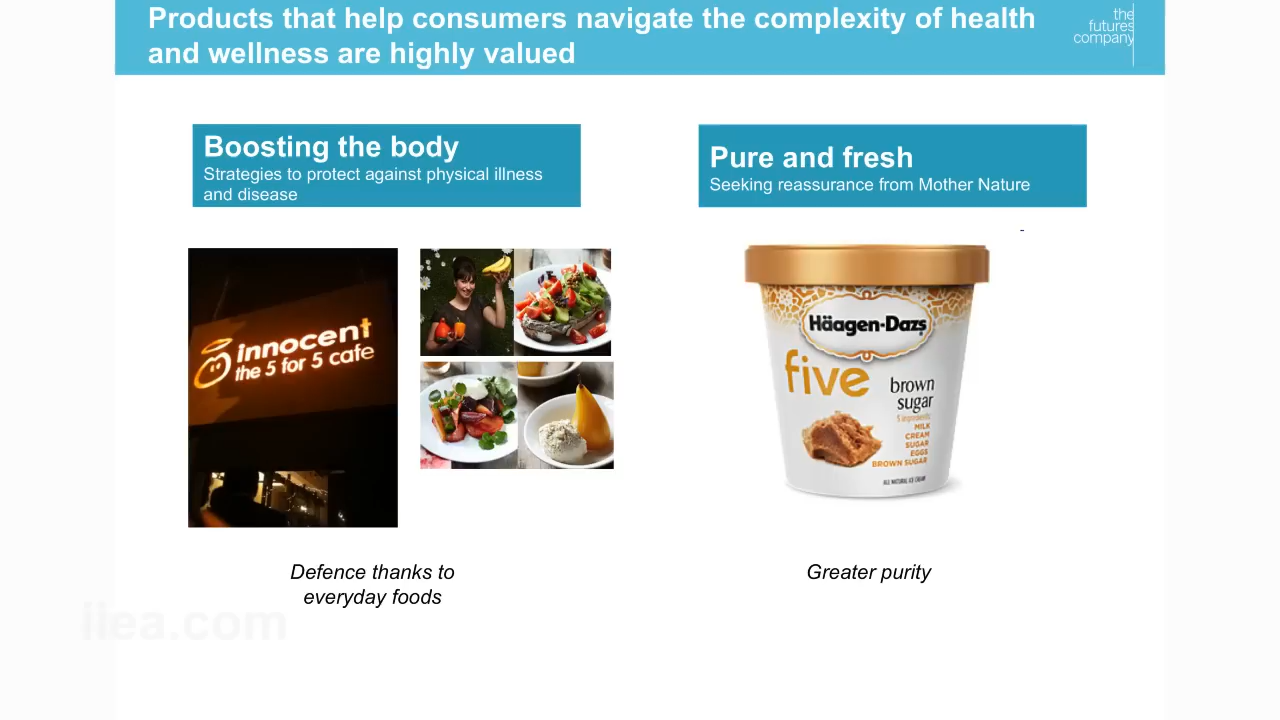 Products that help consumers navigate the complexity of health
and wellness are highly valued
the
futures
company
Boosting the body
Strategies to protect against physical illness
and disease
Pure and fresh
Seeking reassurance from Mother Nature
-
innocent
the 5 for 5 cafe
Häagen-Dazs
five
brown
sugar
5 ingredients
MILK
CREAM
SUGAR
EGGS
BROWN SUGAR
ALL NATURAL ICE CREAM
Defence thanks to
everyday foods
Greater purity
iiea.com